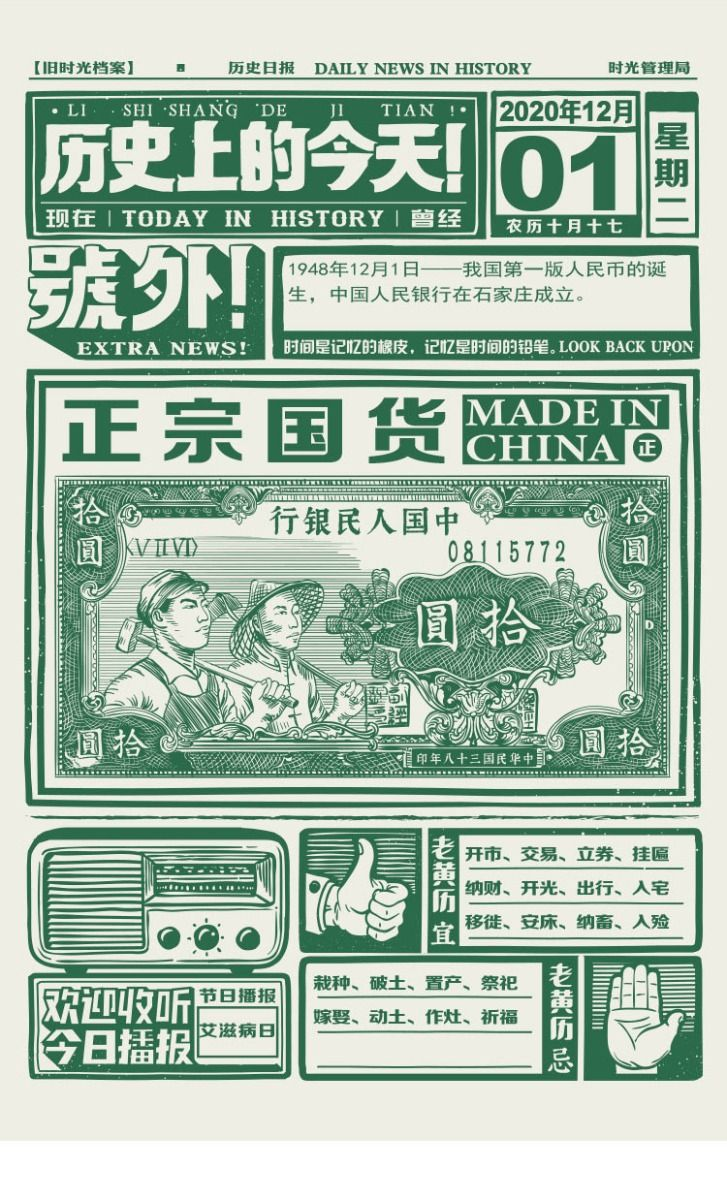 【旧时光档案】 历史日报 DAILY NEWS IN HISTORY 时光管理局
·LI SHI SHANG DE JI TIAN!·
历史上的今天!
现在|TODAY IN HISTORY|曾经
2020年12月
01
农历十月十七
星期二
號外!
EXTRA NEWS!
1948年12月1日——我国第一版人民币的诞
生，中国人民银行在石家庄成立。
时间是记忆的橡皮，记忆是时间的铅笔。LOOK BACK UPON
正宗国货
MADE IN
CHINA 正
行银民人国中
拾圓
拾圓
〈V II VI〉
08115772
圓拾
圓拾
圓拾
印年八十三国民華中
老黄历宜
开市、交易、立券、挂匾
纳财、开光、出行、入宅
移徙、安床、纳畜、入殓
欢迎收听
今日播报
节日播报
艾滋病日
栽种、破土、置产、祭祀
嫁娶、动土、作灶、祈福
老黄历忌